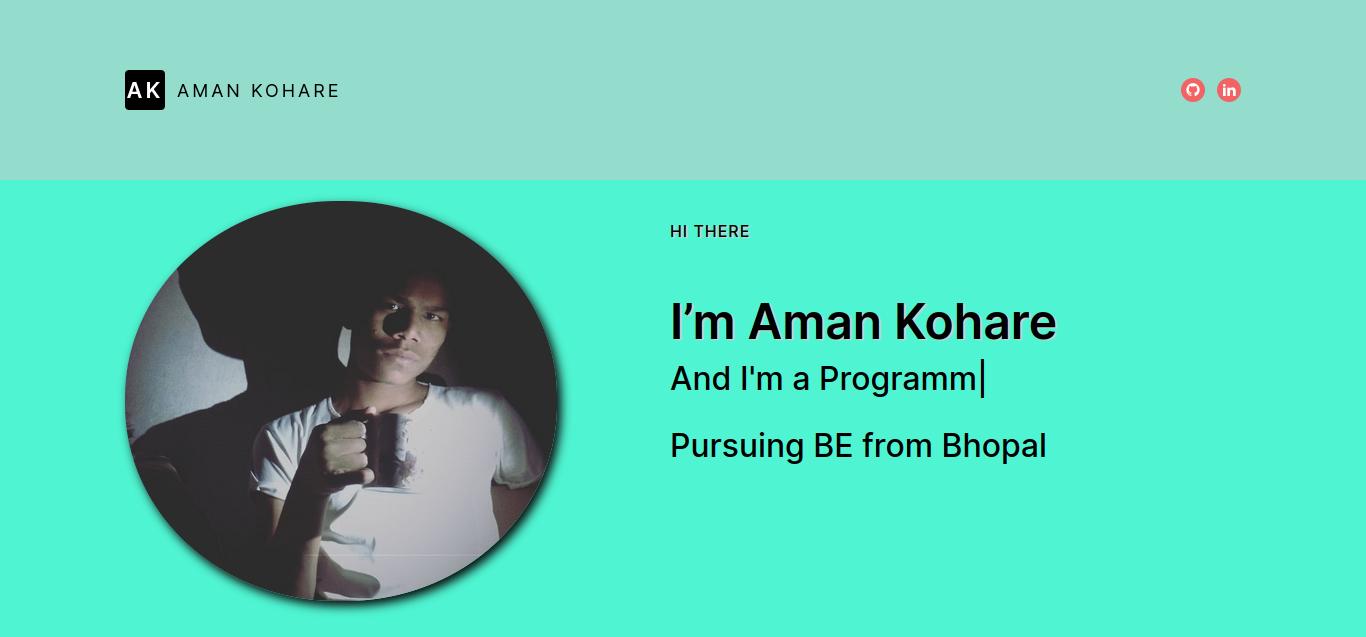 AK AMAN KOHARE
HI THERE
I’m Aman Kohare
And I'm a Programm|
Pursuing BE from Bhopal